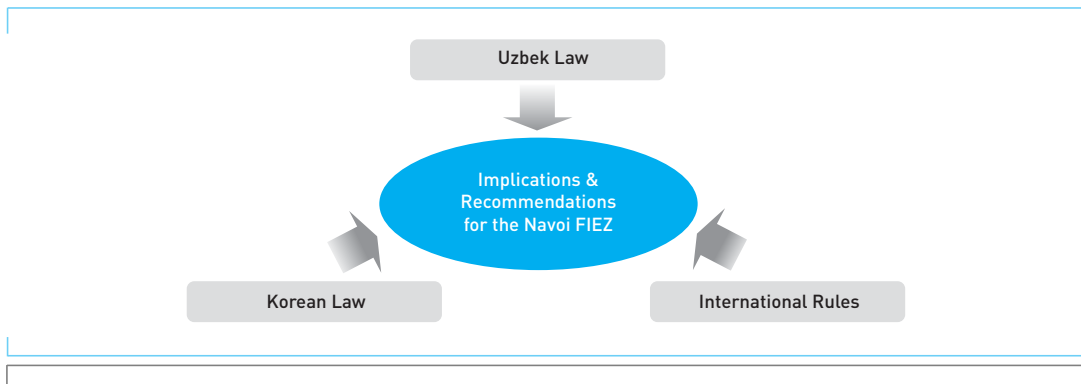 Uzbek Law
Implications &
Recommendations
for the Navoi FIEZ
Korean Law
International Rules